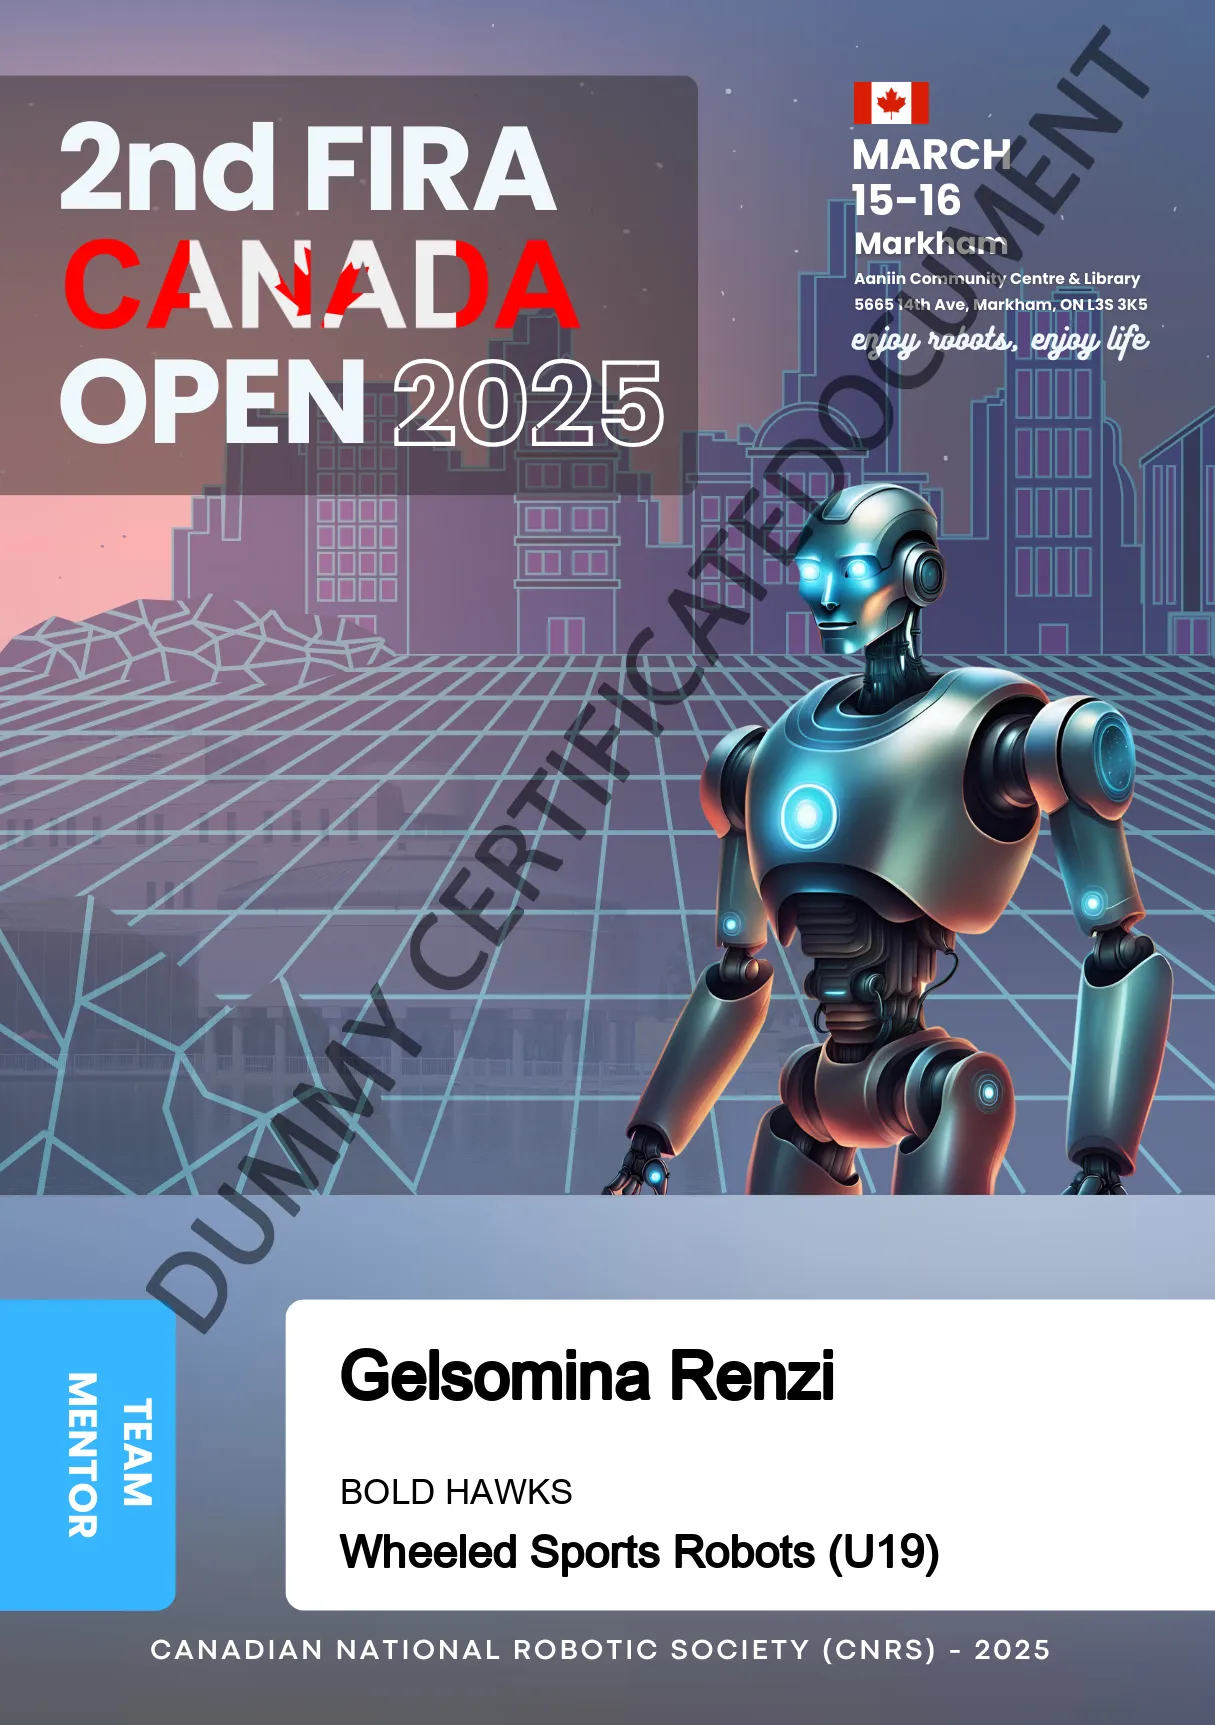 2nd FIRA
CANADA
OPEN 2025
MARCH
15-16
Markham
Aaniin Community Centre & Library
5665 14th Ave, Markham, ON L3S 3K5
enjoy robots, enjoy life
DUMMY CERTIFICATEDOCUMENT
TEAM
MENTOR
Gelsomina Renzi
BOLD HAWKS
Wheeled Sports Robots (U19)
CANADIAN NATIONAL ROBOTIC SOCIETY (CNRS) - 2025